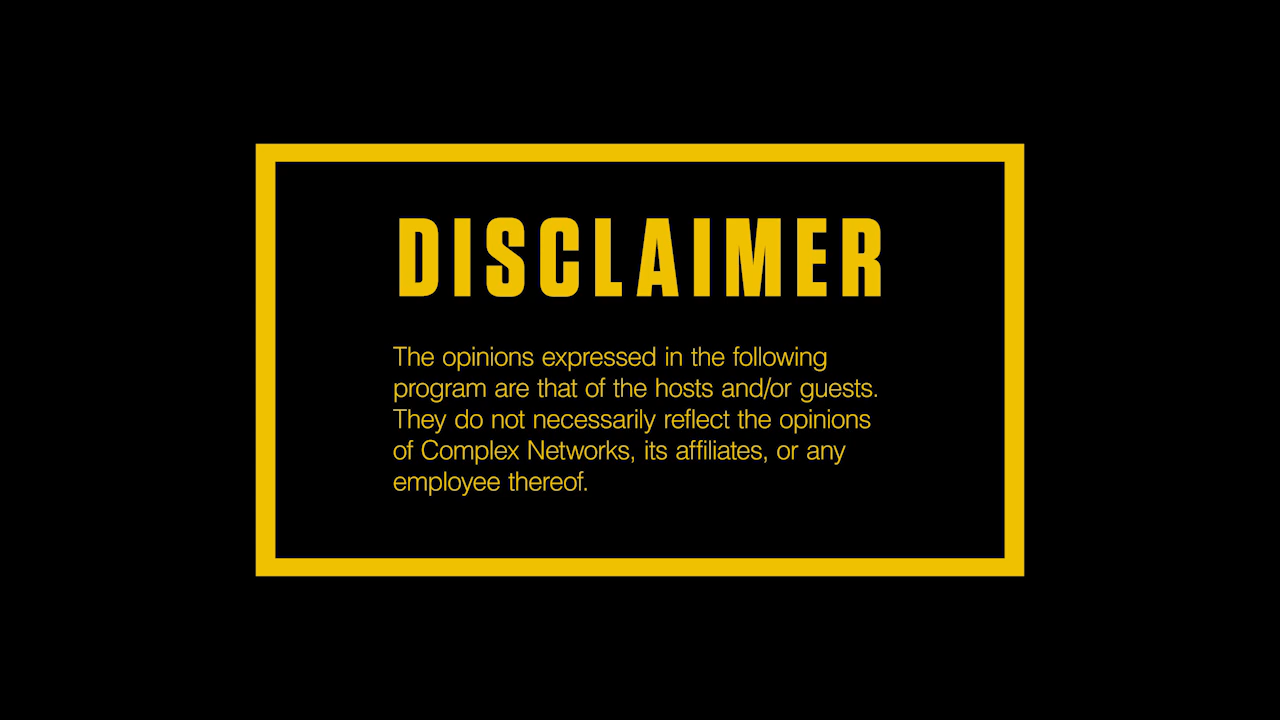 DISCLAIMER
The opinions expressed in the following
program are that of the hosts and/or guests.
They do not necessarily reflect the opinions
of Complex Networks, its affiliates, or any
employee thereof.